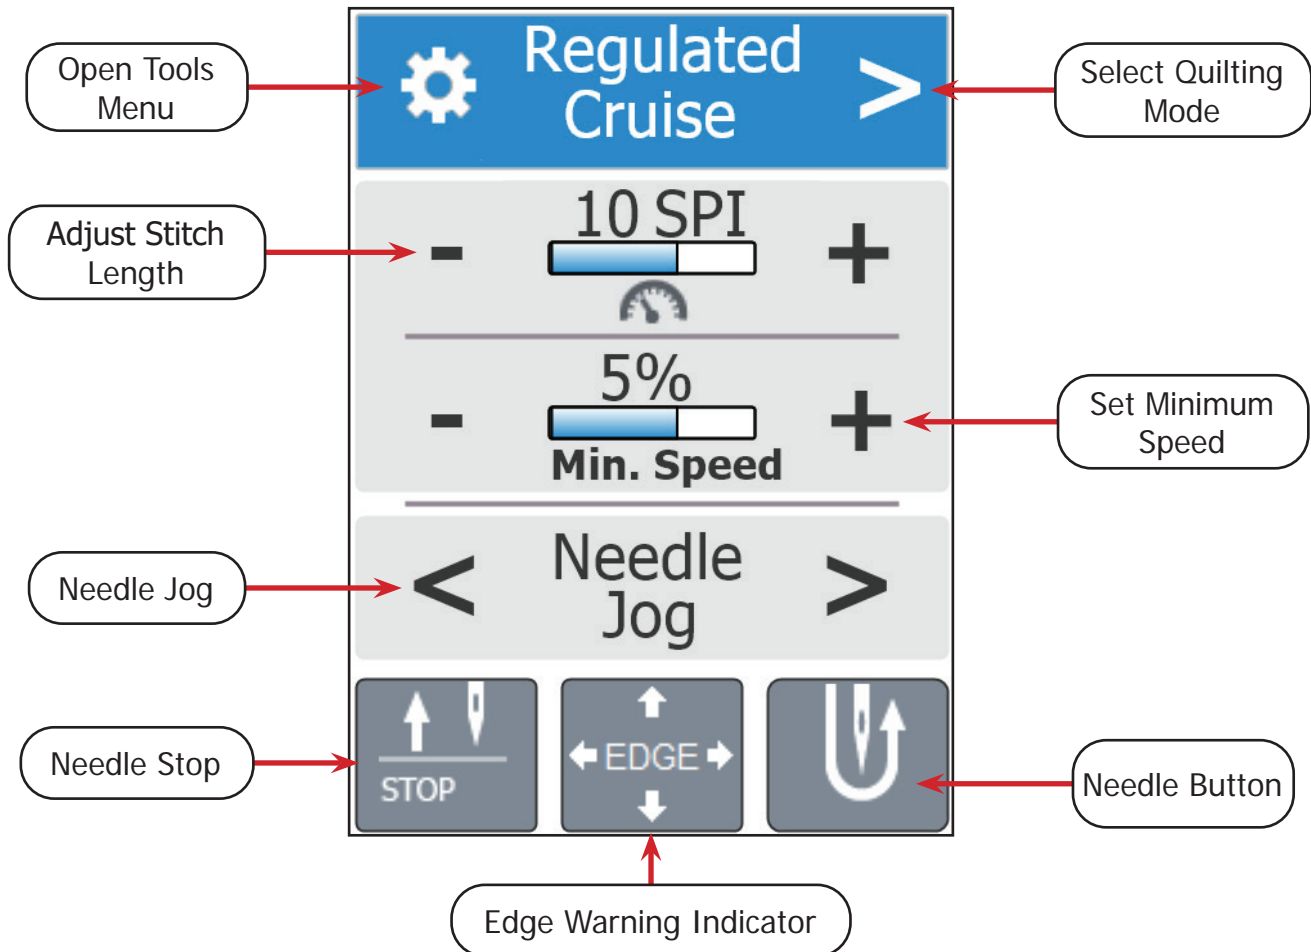 Open Tools
Menu
Regulated
Cruise
>
Select Quilting
Mode
Adjust Stitch
Length
10 SPI
-
+
5%
-
+
Min. Speed
Set Minimum
Speed
Needle Jog
<
Needle
Jog
>
Needle Stop
STOP
EDGE
Needle Button
Edge Warning Indicator